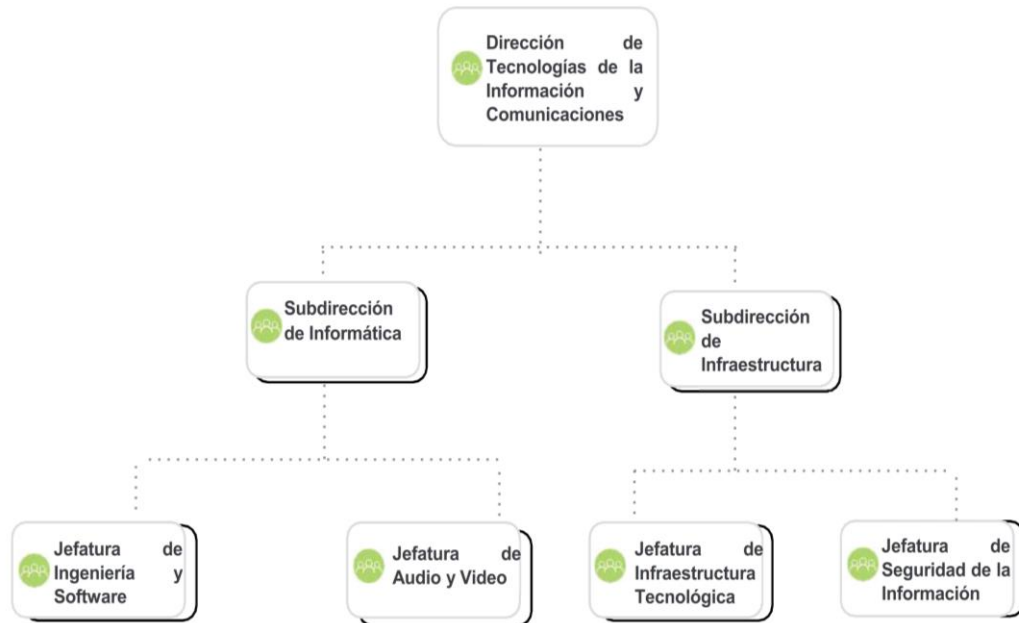 Dirección de
Tecnologías de la
Información y
Comunicaciones
Subdirección
de Informática
Subdirección
de
Infraestructura
Jefatura de
Ingeniería y
Software
Jefatura de
Audio y Video
Jefatura de
Infraestructura
Tecnológica
Jefatura de
Seguridad de la
Información